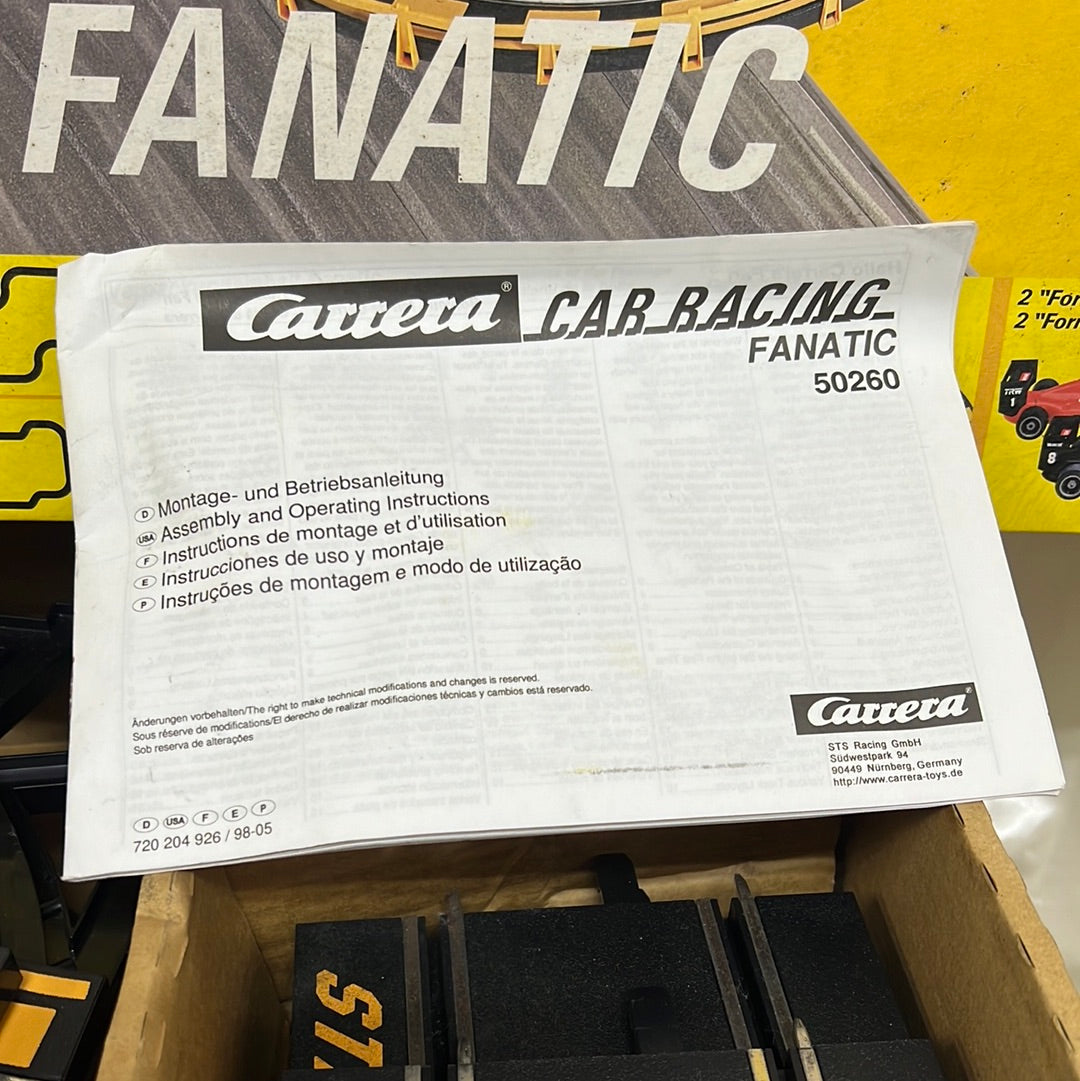 FANATIC
Carrera®
CAR RACING
FANATIC
50260
2 "For
2 "For
TRW
1
8
D Montage- und Betriebsanleitung
USA Assembly and Operating Instructions
F Instructions de montage et d'utilisation
E Instrucciones de uso y montaje
P Instruções de montagem e modo de utilização
Änderungen vorbehalten/The right to make technical modifications and changes is reserved.
Sous réserve de modifications/El derecho de realizar modificaciones técnicas y cambios está reservado.
Sob reserva de alterações
Carrera®
STS Racing GmbH
Südwestpark 94
90449 Nürnberg, Germany
http://www.carrera-toys.de
D USA F E P
720 204 926 / 98-05